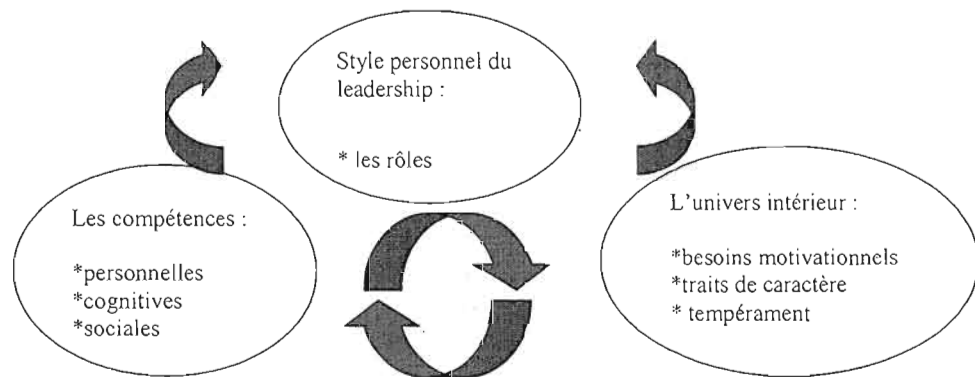 Style personnel du
leadership :
* les rôles
Les compétences :
*personnelles
*cognitives
*sociales
L'univers intérieur :
*besoins motivationnels
*traits de caractère
* tempérament